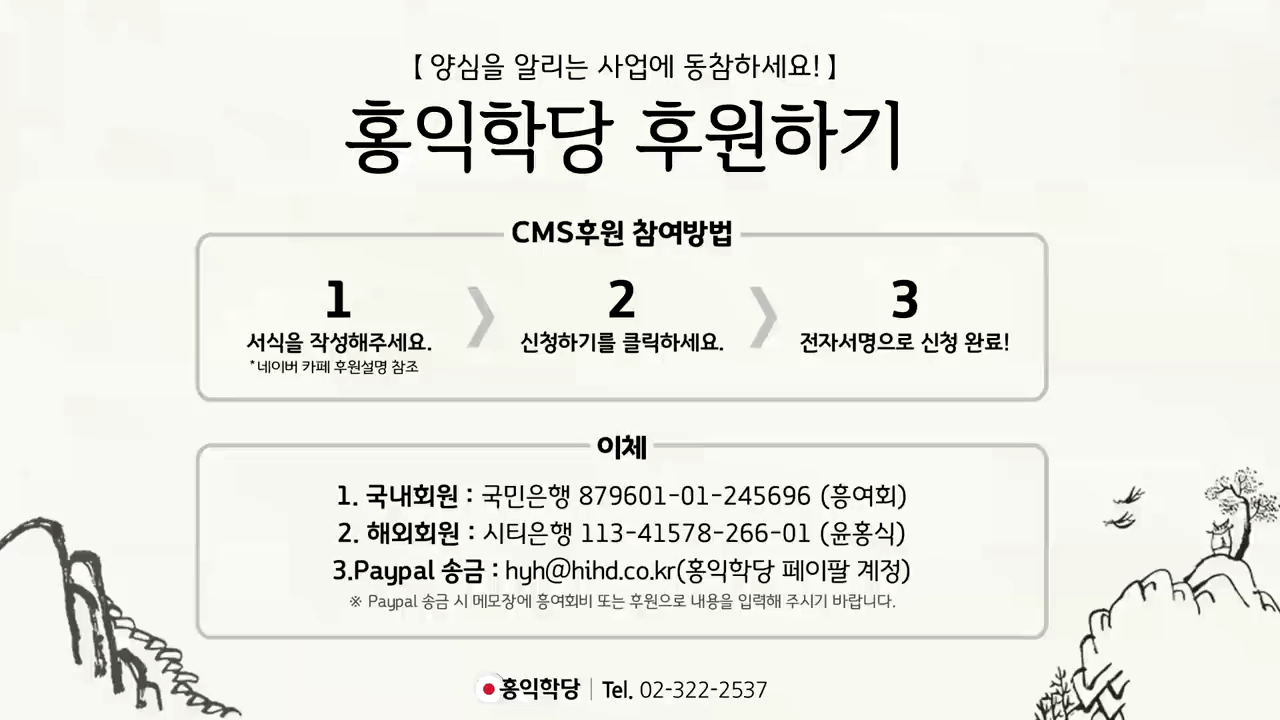 【 양심을 알리는 사업에 동참하세요! 】
홍익학당 후원하기
CMS후원 참여방법
1
서식을 작성해주세요.
*네이버 카페 후원설명 참조
2
신청하기를 클릭하세요.
3
전자서명으로 신청 완료!
이체
1. 국내회원 : 국민은행 879601-01-245696 (흥여회)
2. 해외회원 : 시티은행 113-41578-266-01 (윤홍식)
3.Paypal 송금 : hyh@hihd.co.kr(홍익학당 페이팔 계정)
※ Paypal 송금 시 메모장에 흥여회비 또는 후원으로 내용을 입력해 주시기 바랍니다.
홍익학당 | Tel. 02-322-2537